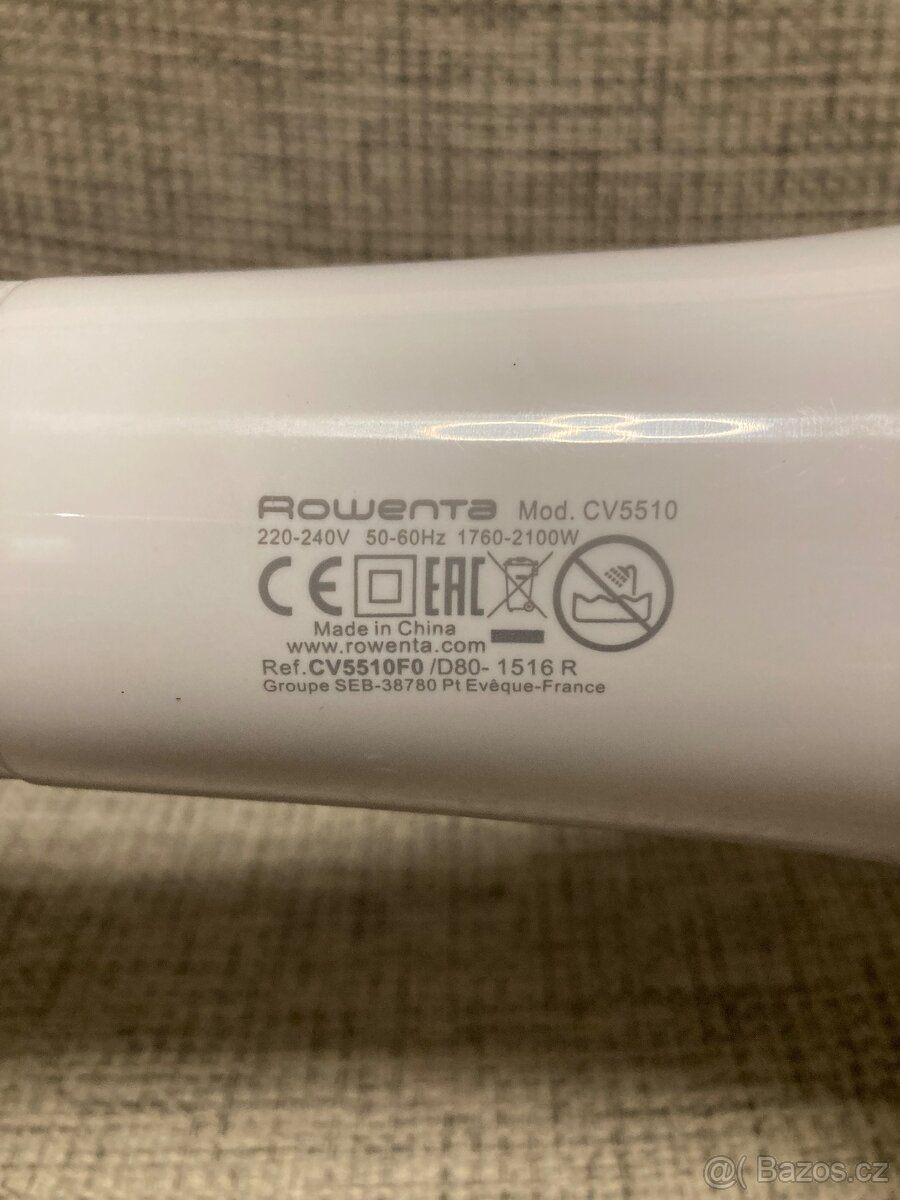 Rowenta Mod. CV5510
220-240V 50-60Hz 1760-2100W
CE EAC
Made in China
www.rowenta.com
Ref.CV5510F0 /D80- 1516 R
Groupe SEB-38780 Pt Evêque-France
@( Bazos.cz